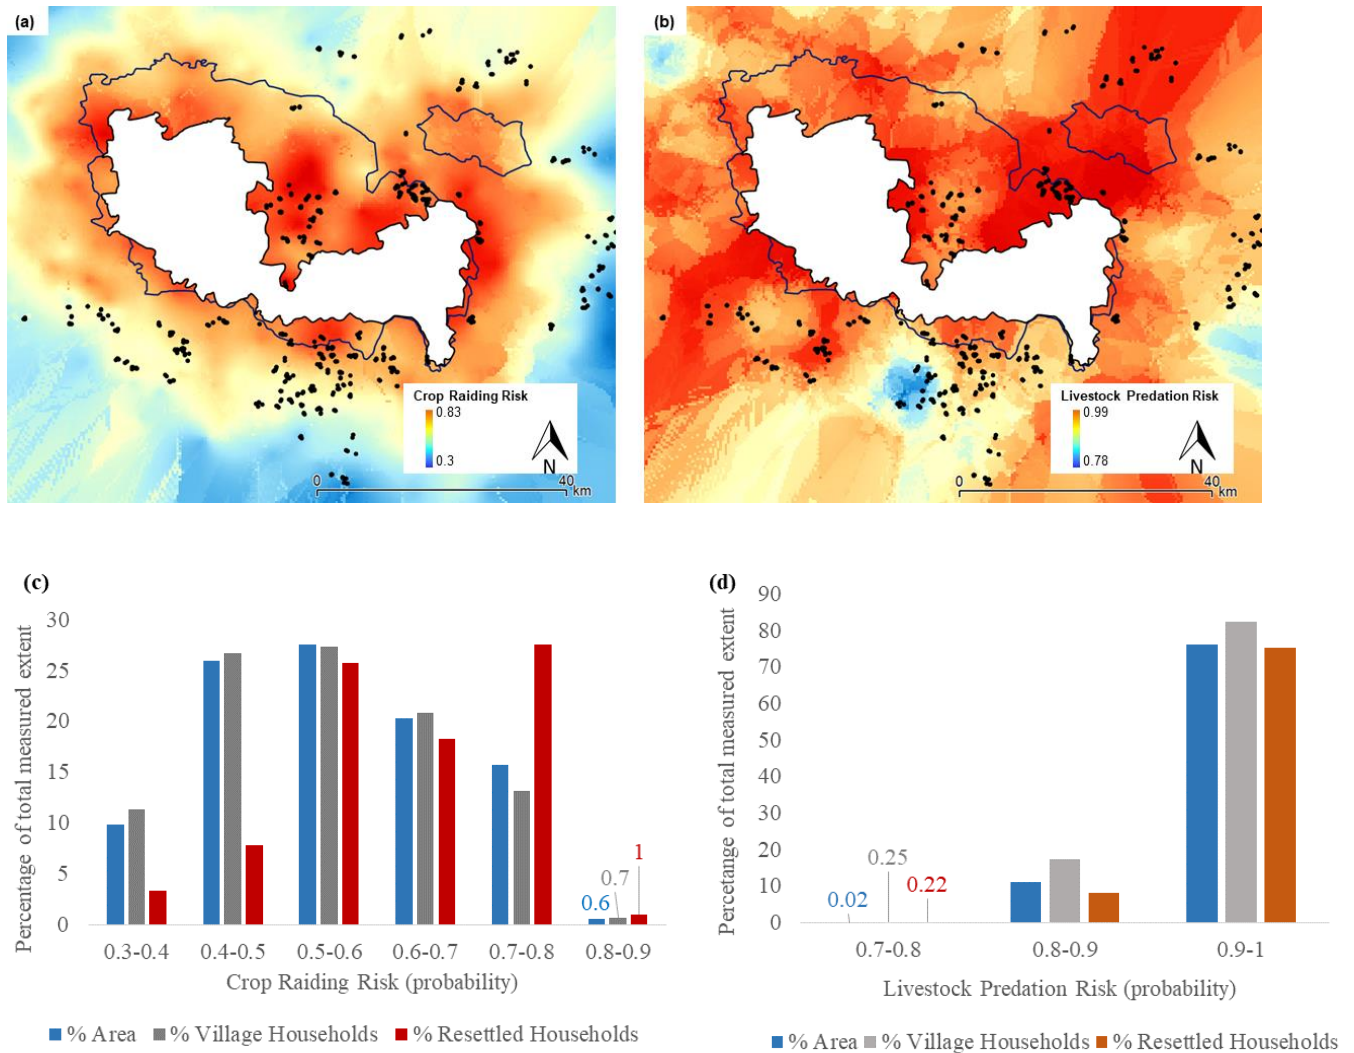 (a)
Crop Raiding Risk
0.83
0.3
N
0
40
km
(b)
Livestock Predation Risk
0.99
0.78
N
0
40
km
(c)
Percentage of total measured extent
30
25
20
15
10
5
0
0.6
0.7
1
0.3-0.4 0.4-0.5 0.5-0.6 0.6-0.7 0.7-0.8 0.8-0.9
Crop Raiding Risk (probability)
% Area % Village Households % Resettled Households
(d)
Percretange of total measured extent
90
80
70
60
50
40
30
20
10
0
0.02
0.25
0.22
0.7-0.8 0.8-0.9 0.9-1
Livestock Predation Risk (probability)
% Area % Village Households % Resettled Households